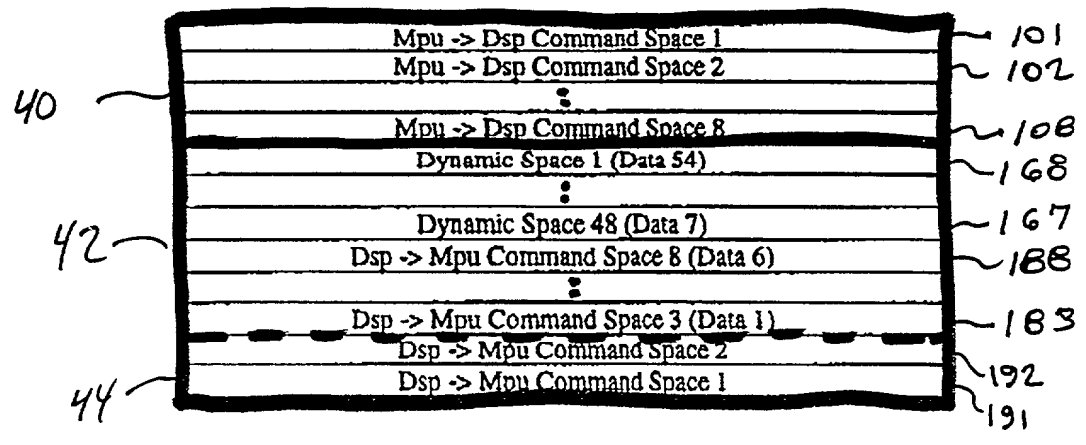 Mpu -> Dsp Command Space 1 101
Mpu -> Dsp Command Space 2 102
40
Mpu -> Dsp Command Space 8 108
Dynamic Space 1 (Data 54) 168
Dynamic Space 48 (Data 7) 167
42
Dsp -> Mpu Command Space 8 (Data 6) 188
Dsp -> Mpu Command Space 3 (Data 1) 183
Dsp -> Mpu Command Space 2 192
44
Dsp -> Mpu Command Space 1 191